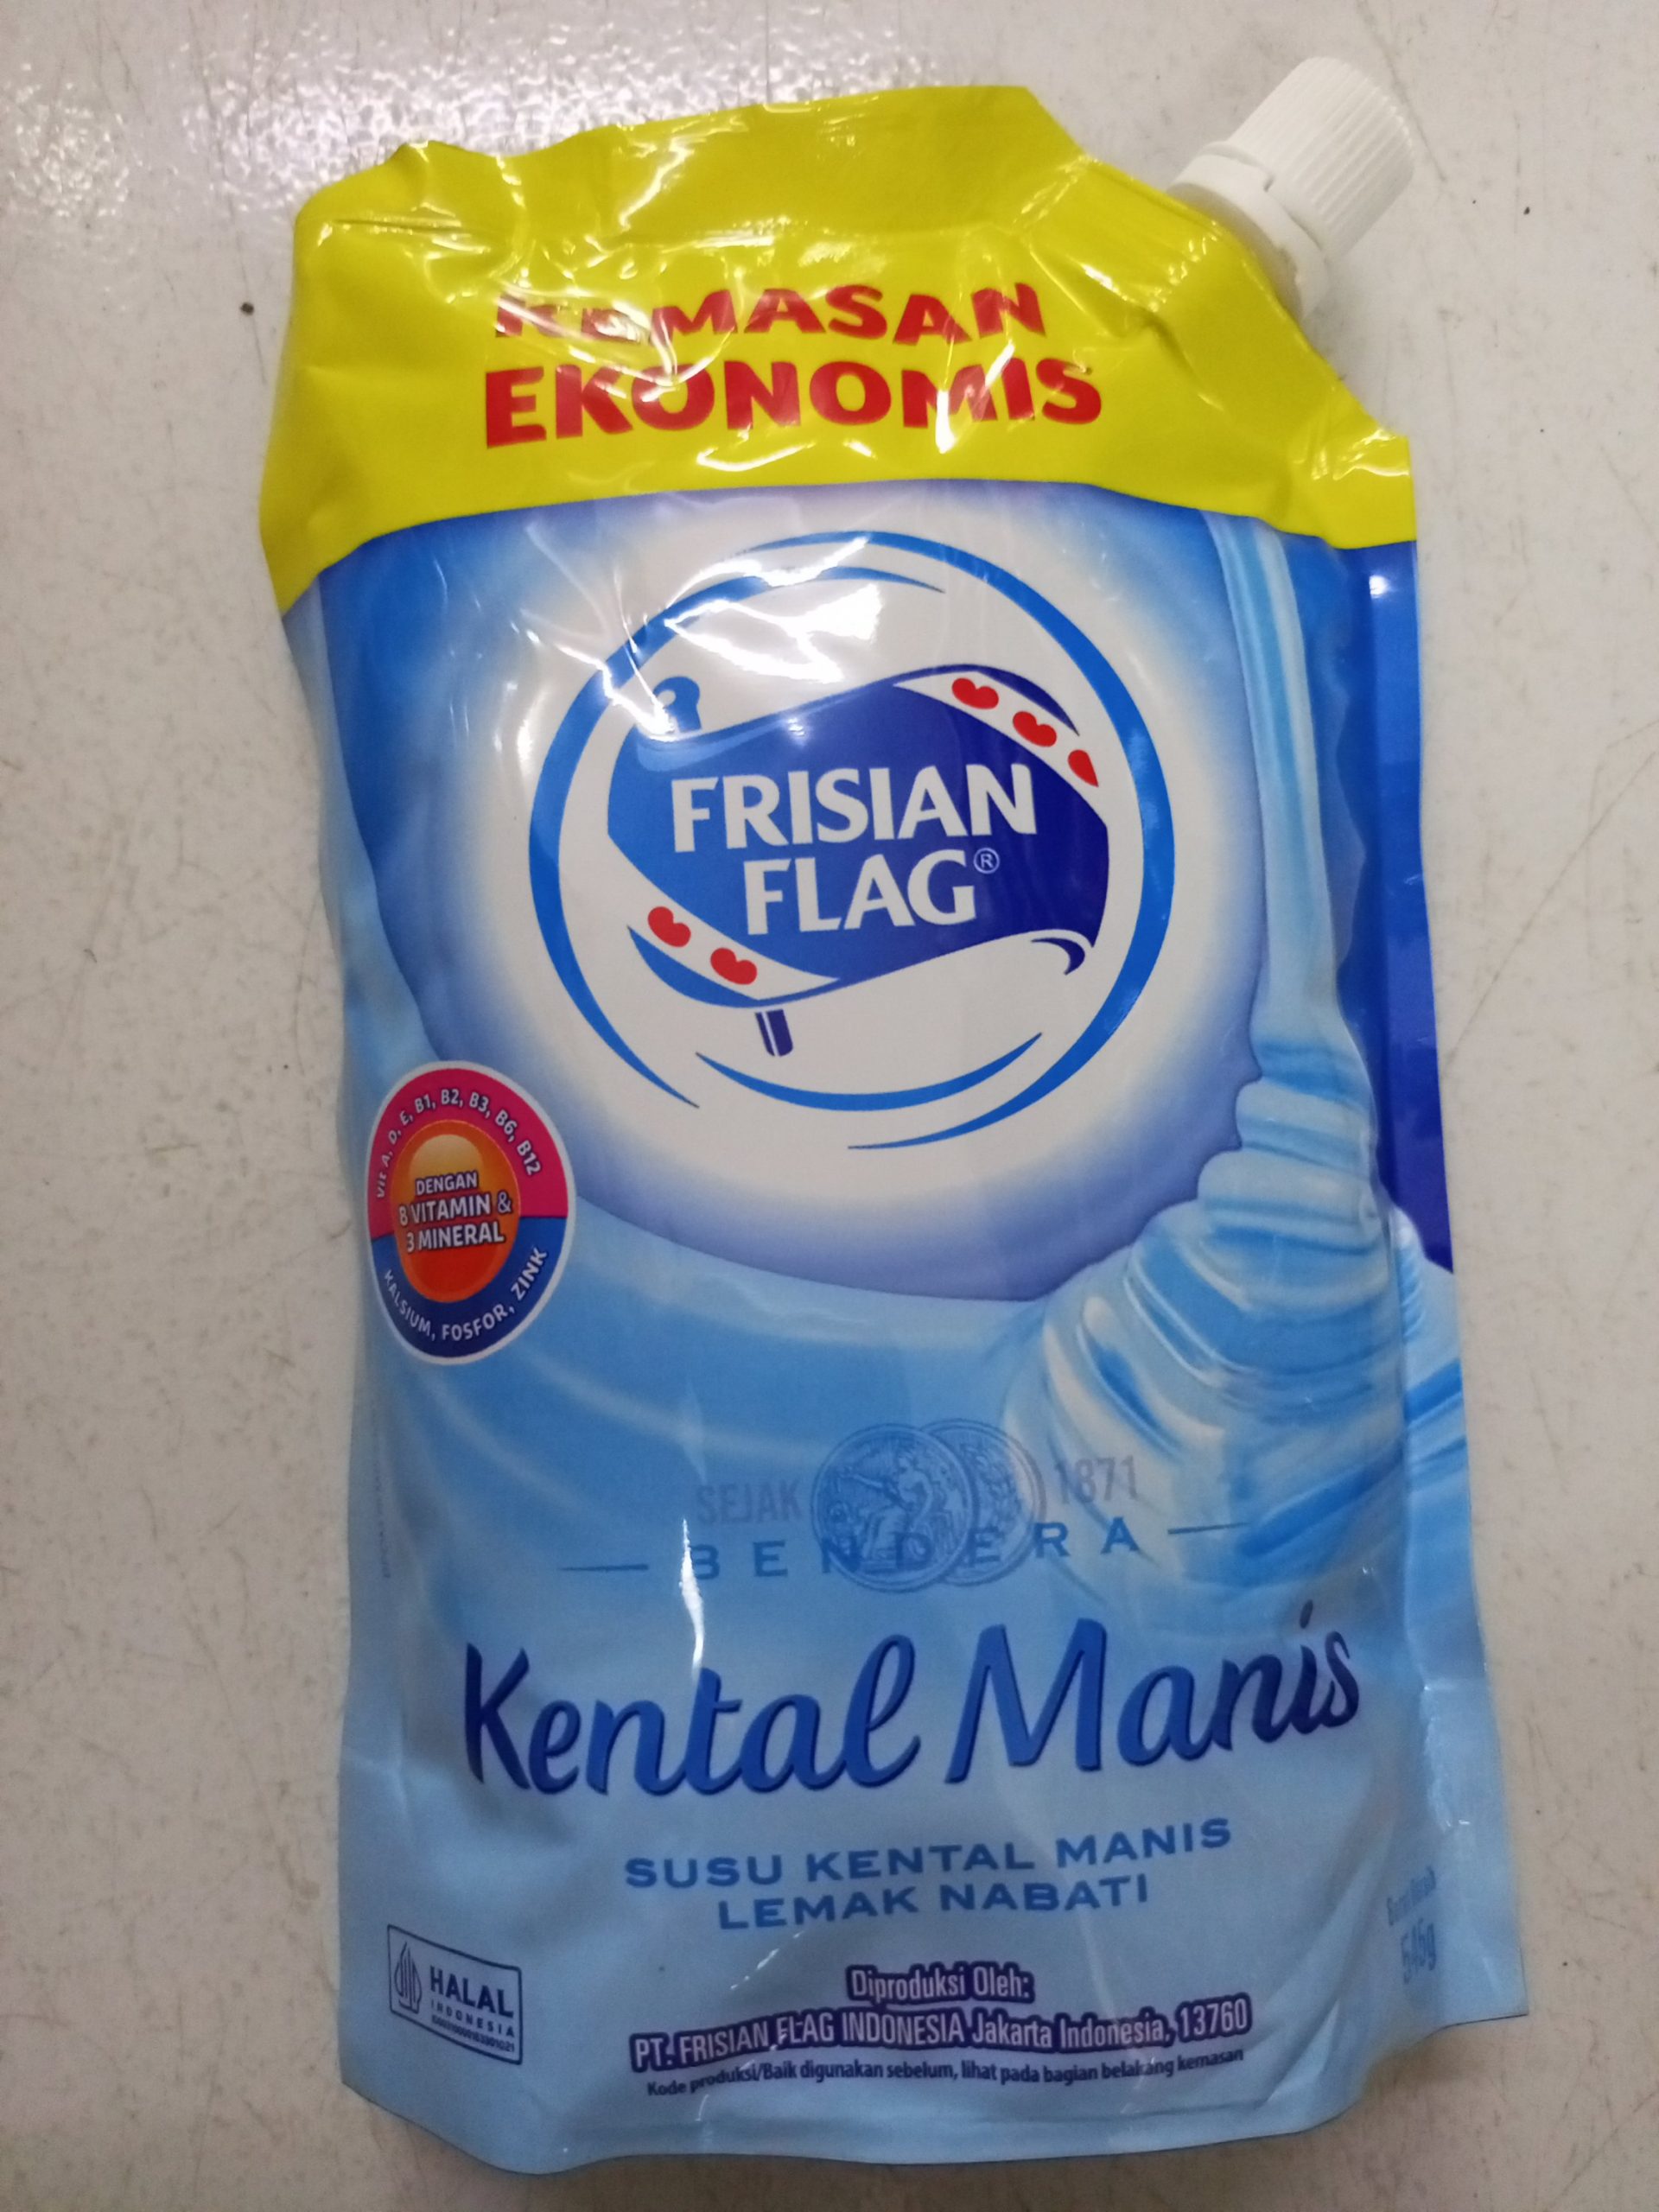 KEMASAN
EKONOMIS
FRISIAN
FLAG®
Vit A, D, E, B1, B2, B3, B6, B12
DENGAN
8 VITAMIN &
3 MINERAL
KALSIUM, FOSFOR, ZINK
SEJAK 1871
BENDERA
Kental Manis
SUSU KENTAL MANIS
LEMAK NABATI
HALAL
INDONESIA
Diproduksi Oleh:
PT. FRISIAN FLAG INDONESIA Jakarta Indonesia, 13760
Kode produksi/Baik digunakan sebelum, lihat pada bagian belakang kemasan